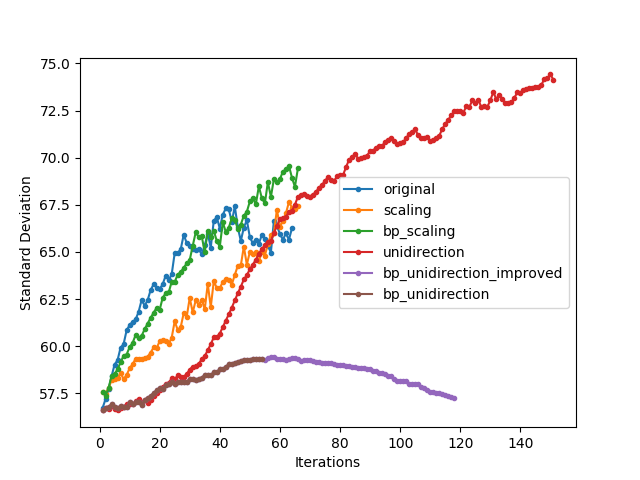 75.0
72.5
70.0
67.5
65.0
62.5
60.0
57.5
Standard Deviation
original
scaling
bp_scaling
unidirection
bp_unidirection_improved
bp_unidirection
0 20 40 60 80 100 120 140
Iterations